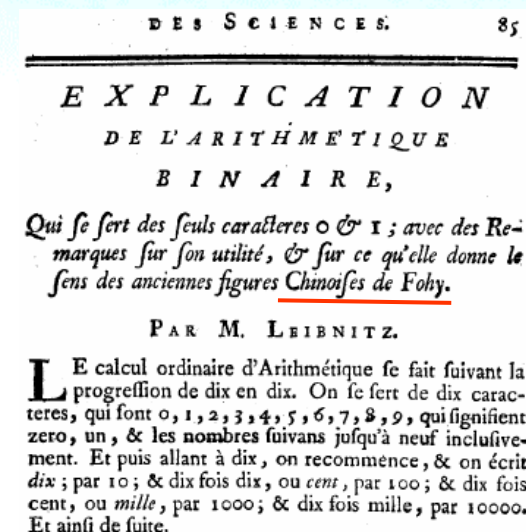 DES SCIENCES. 85
EXPLICATION
DE L'ARITHMÉTIQUE
BINAIRE,
Qui ſe ſert des ſeuls caracteres 0 & 1 ; avec des Re-
marques ſur ſon utilité, & ſur ce qu'elle donne le
ſens des anciennes figures Chinoiſes de Fohy.
PAR M. LEIBNITZ.
LE calcul ordinaire d'Arithmétique ſe fait ſuivant la
progreſſion de dix en dix. On ſe ſert de dix carac-
teres, qui ſont 0, 1, 2, 3, 4, 5, 6, 7, 8, 9, qui ſignifient
zero, un, & les nombres ſuivans juſqu'à neuf incluſive-
ment. Et puis allant à dix, on recommence, & on écrit
dix ; par 10 ; & dix fois dix, ou cent, par 100 ; & dix fois
cent, ou mille, par 1000 ; & dix fois mille, par 10000.
Et ainſi de ſuite.